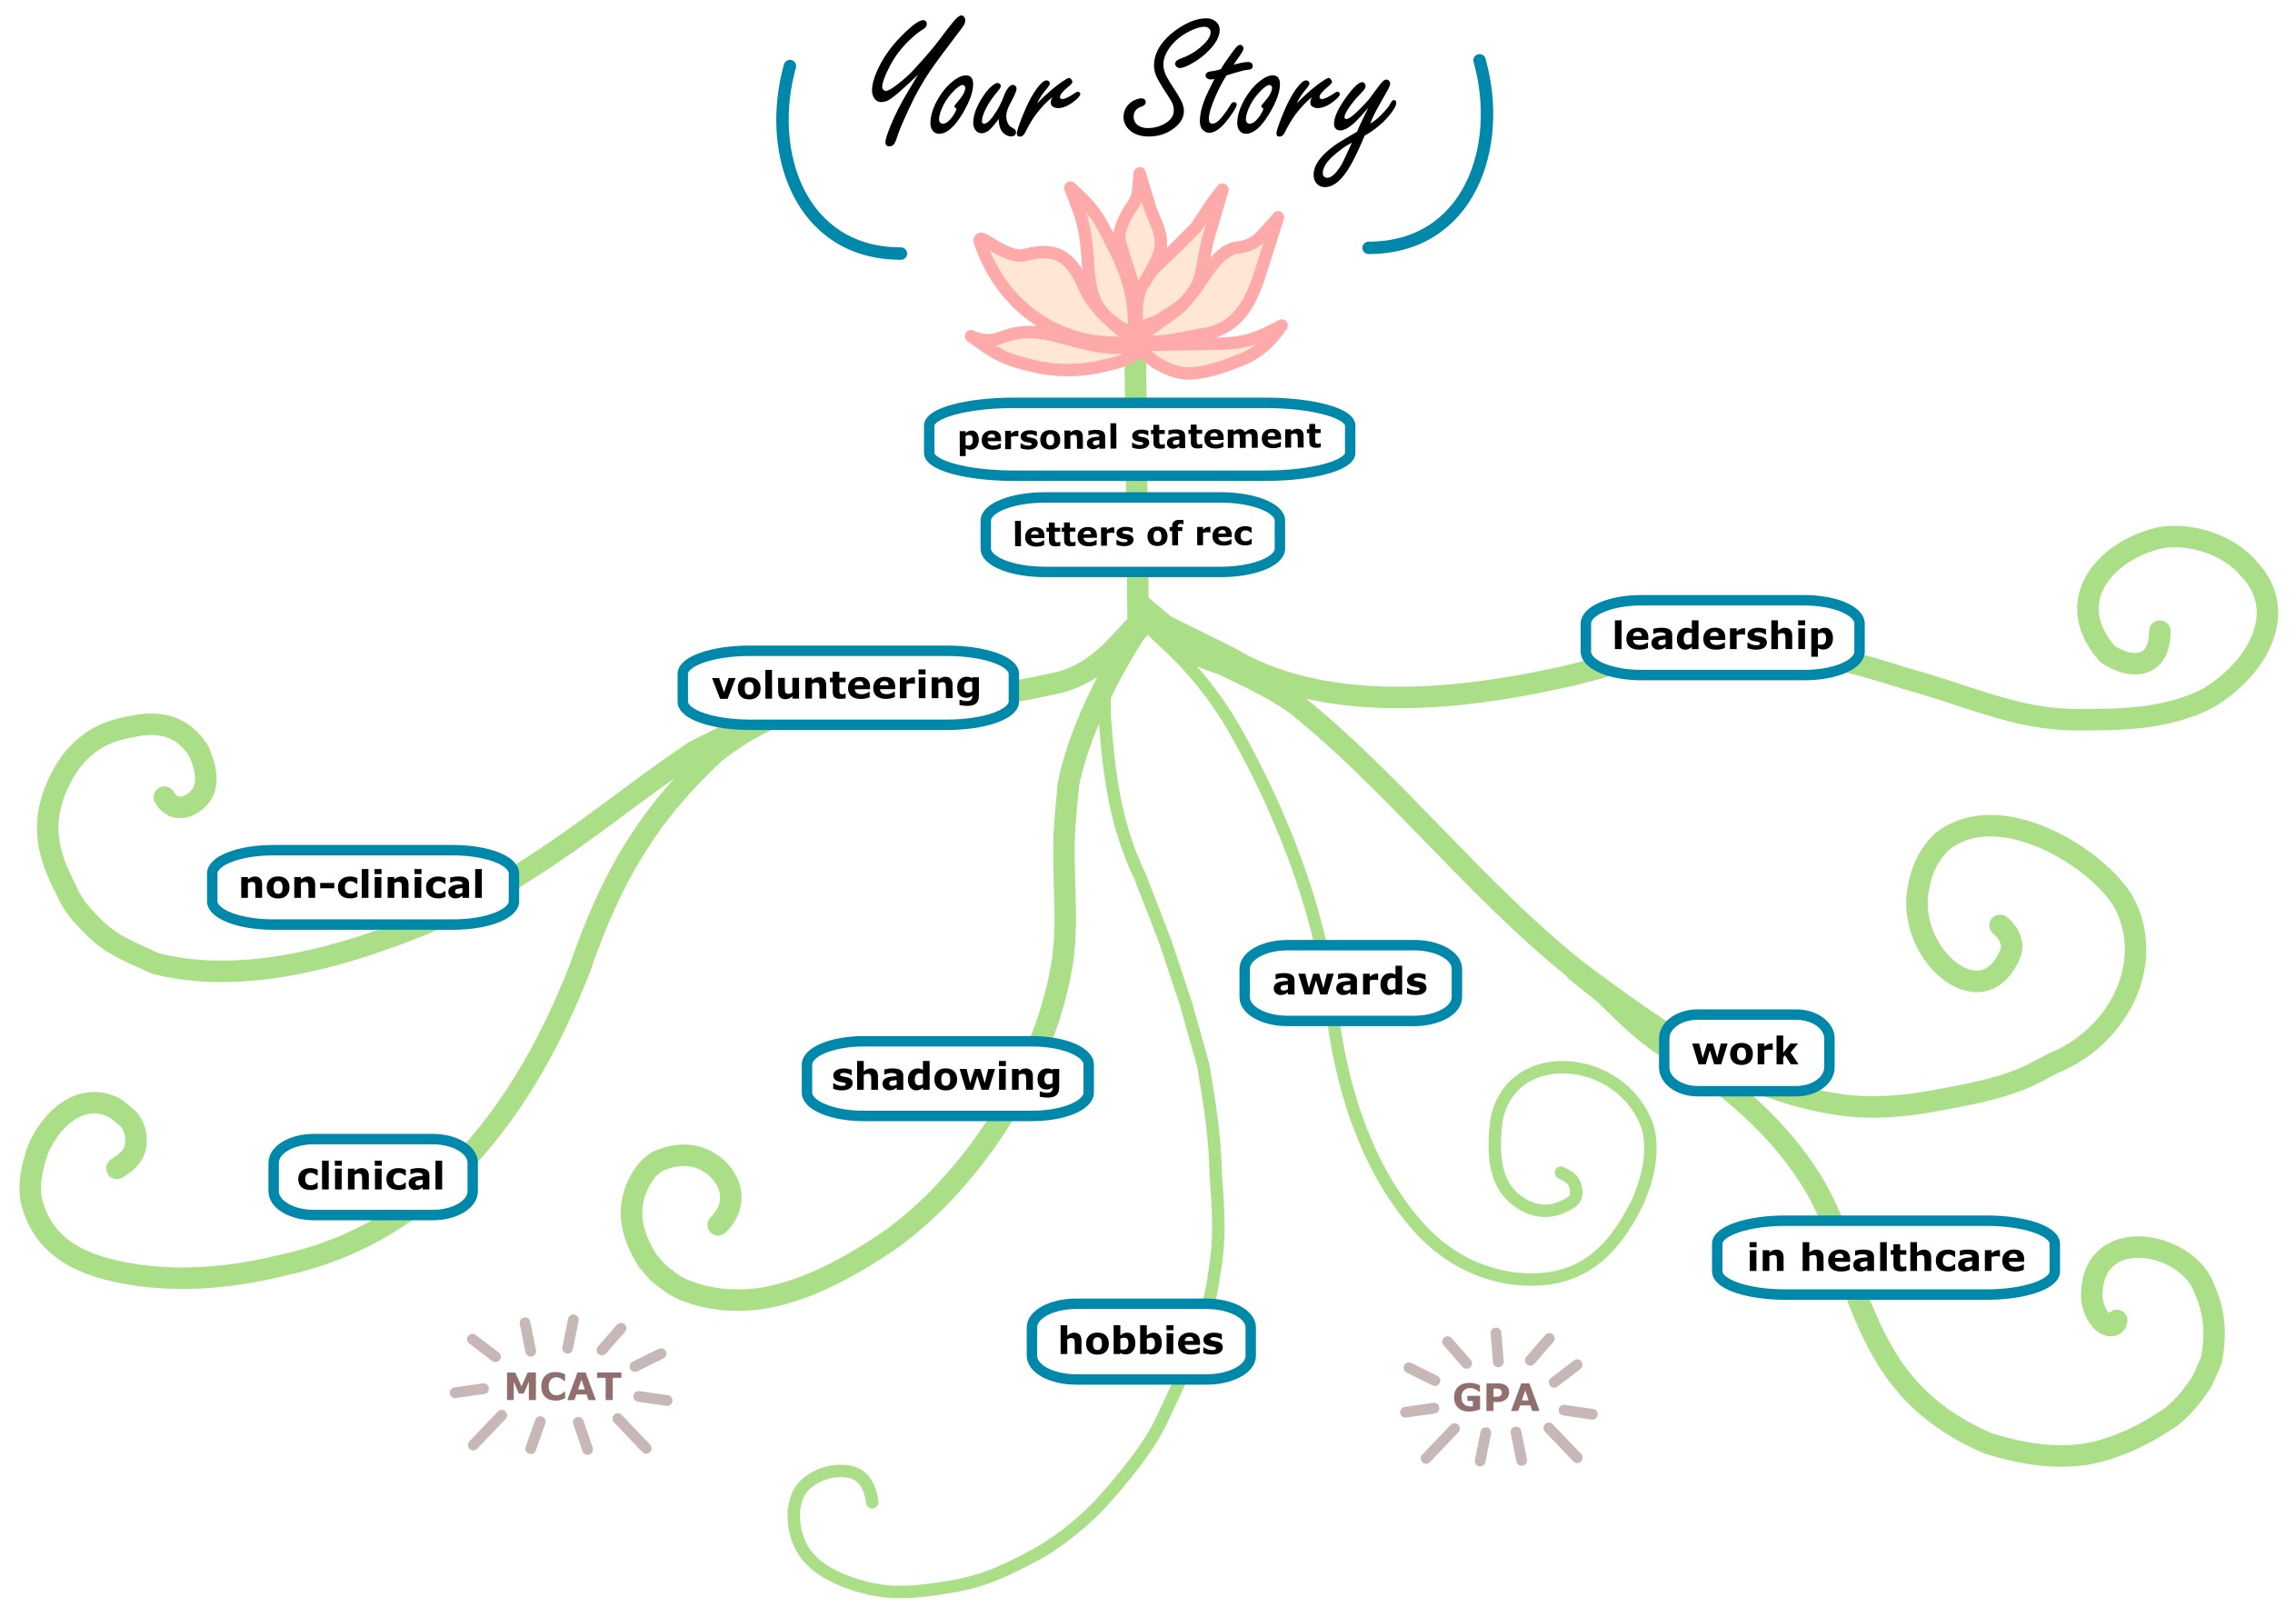 Your Story
personal statement
letters of rec
leadership
volunteering
non-clinical
awards
work
shadowing
clinical
in healthcare
hobbies
MCAT
GPA